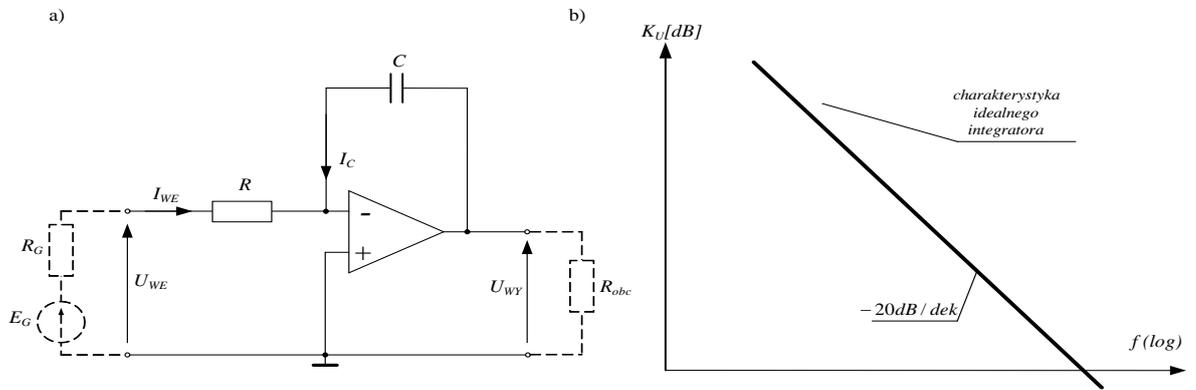 a)
C
I_C
I_WE
R
-
+
R_G
U_WE
U_WY
R_obc
E_G
b)
K_U[dB]
charakterystyka
idealnego
integratora
−20dB / dek
f (log)